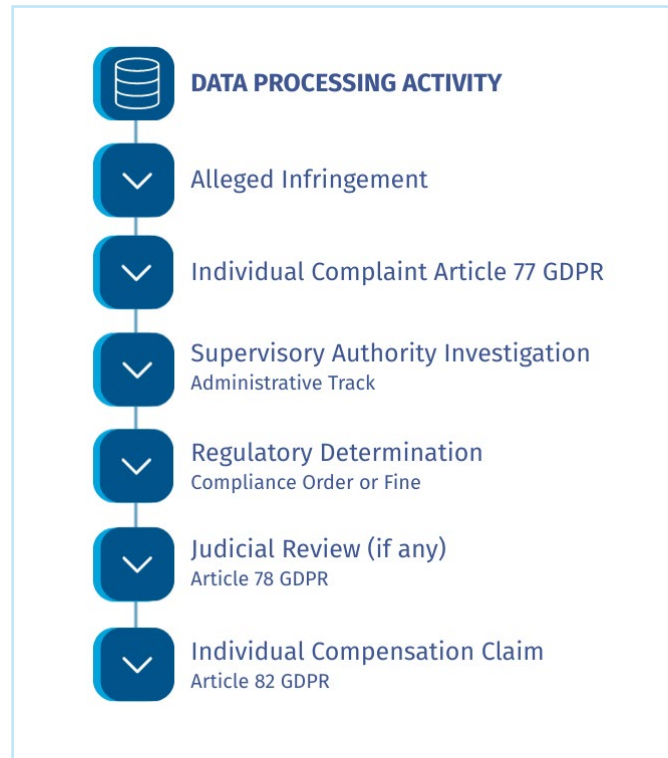 DATA PROCESSING ACTIVITY
Alleged Infringement
Individual Complaint Article 77 GDPR
Supervisory Authority Investigation
Administrative Track
Regulatory Determination
Compliance Order or Fine
Judicial Review (if any)
Article 78 GDPR
Individual Compensation Claim
Article 82 GDPR